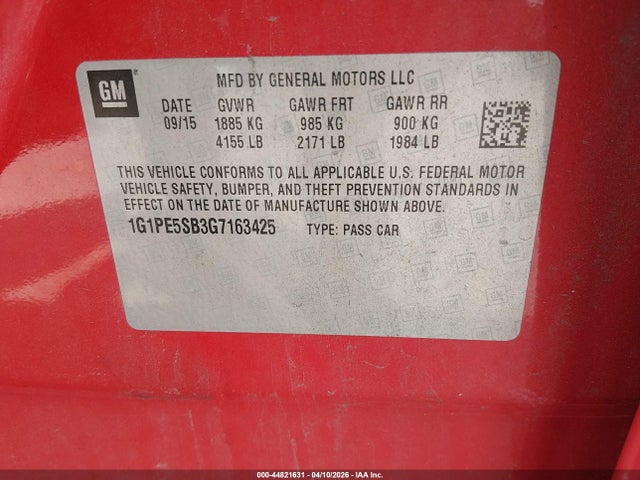 GM
MFD BY GENERAL MOTORS LLC
DATE GVWR GAWR FRT GAWR RR
09/15 1885 KG 985 KG 900 KG
4155 LB 2171 LB 1984 LB
THIS VEHICLE CONFORMS TO ALL APPLICABLE U.S. FEDERAL MOTOR
VEHICLE SAFETY, BUMPER, AND THEFT PREVENTION STANDARDS IN
EFFECT ON THE DATE OF MANUFACTURE SHOWN ABOVE.
1G1PE5SB3G7163425 TYPE: PASS CAR
000-44821631 - 04/10/2026 - IAA Inc.